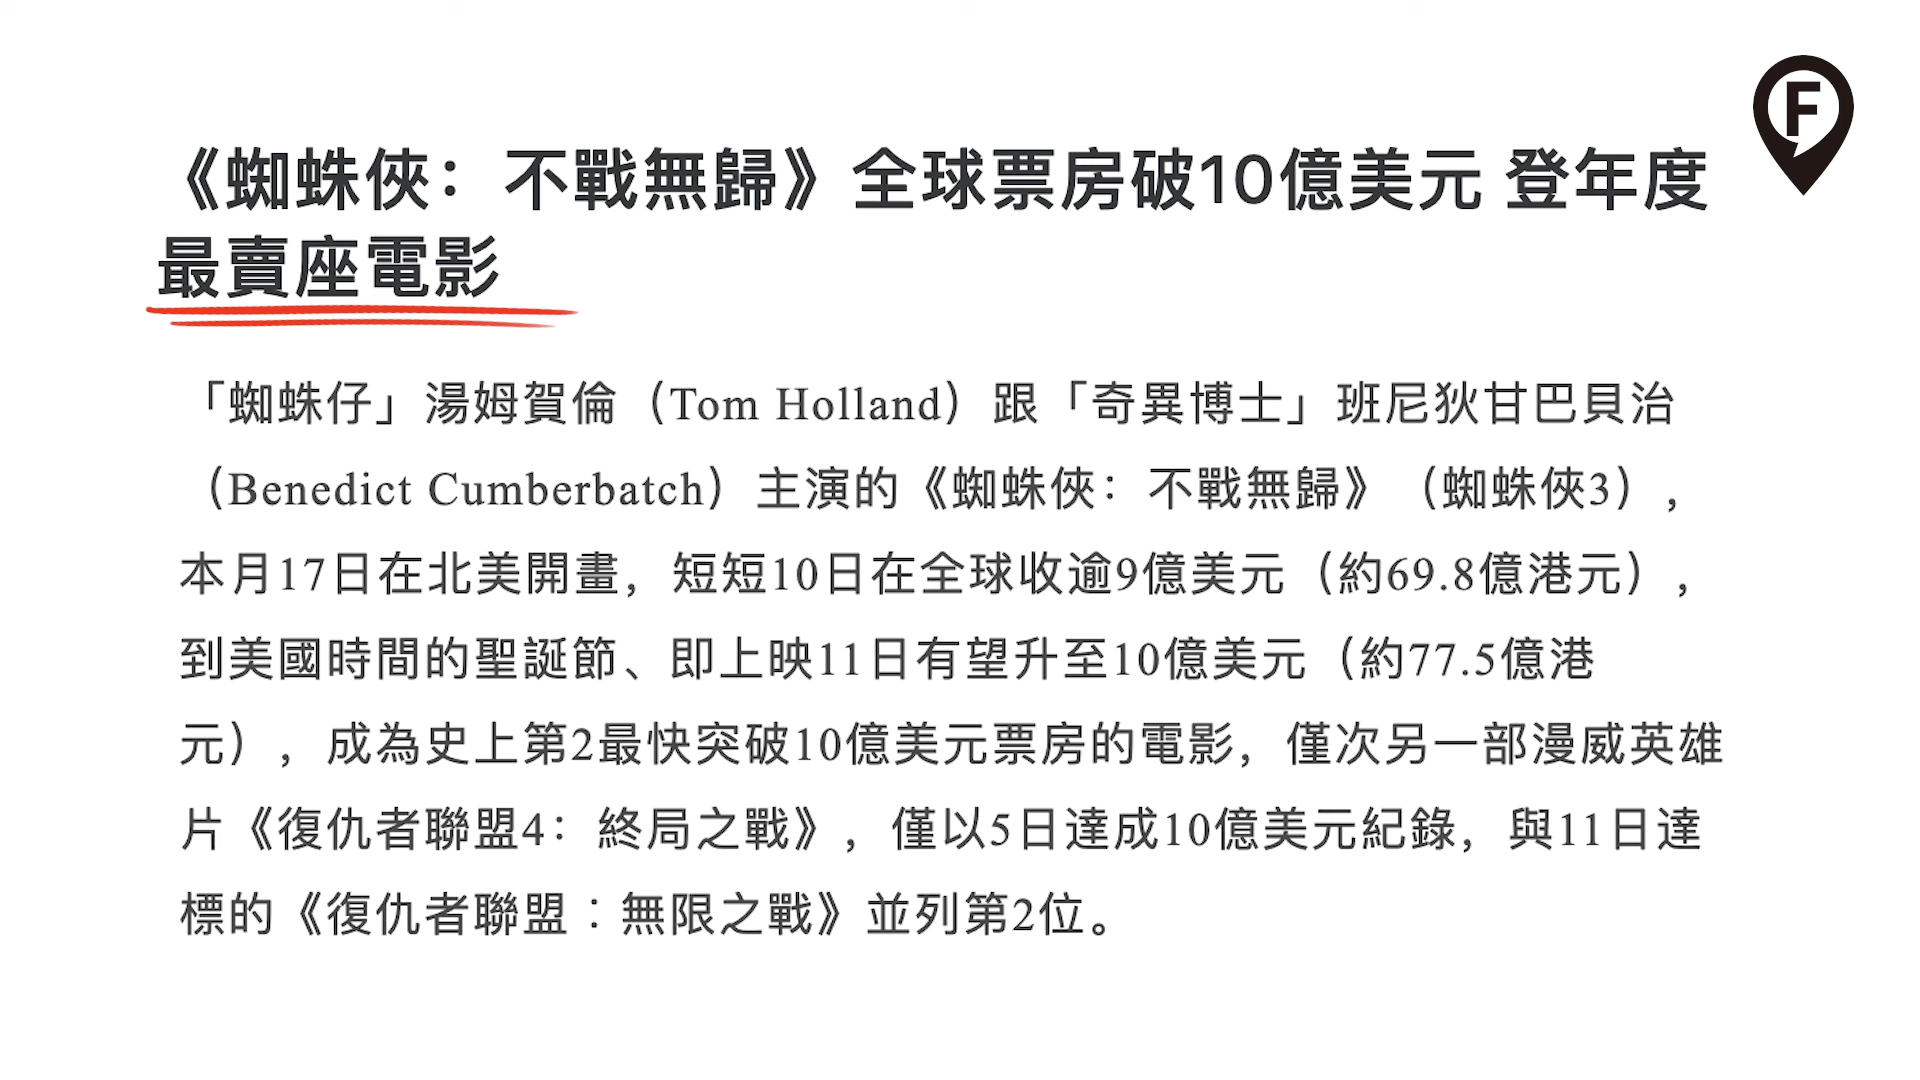 《蜘蛛俠：不戰無歸》全球票房破10億美元 登年度
最賣座電影
F
「蜘蛛仔」湯姆賀倫（Tom Holland）跟「奇異博士」班尼狄甘巴貝治
（Benedict Cumberbatch）主演的《蜘蛛俠：不戰無歸》（蜘蛛俠3），
本月17日在北美開畫，短短10日在全球收逾9億美元（約69.8億港元），
到美國時間的聖誕節、即上映11日有望升至10億美元（約77.5億港
元），成為史上第2最快突破10億美元票房的電影，僅次另一部漫威英雄
片《復仇者聯盟4：終局之戰》，僅以5日達成10億美元紀錄，與11日達
標的《復仇者聯盟：無限之戰》並列第2位。